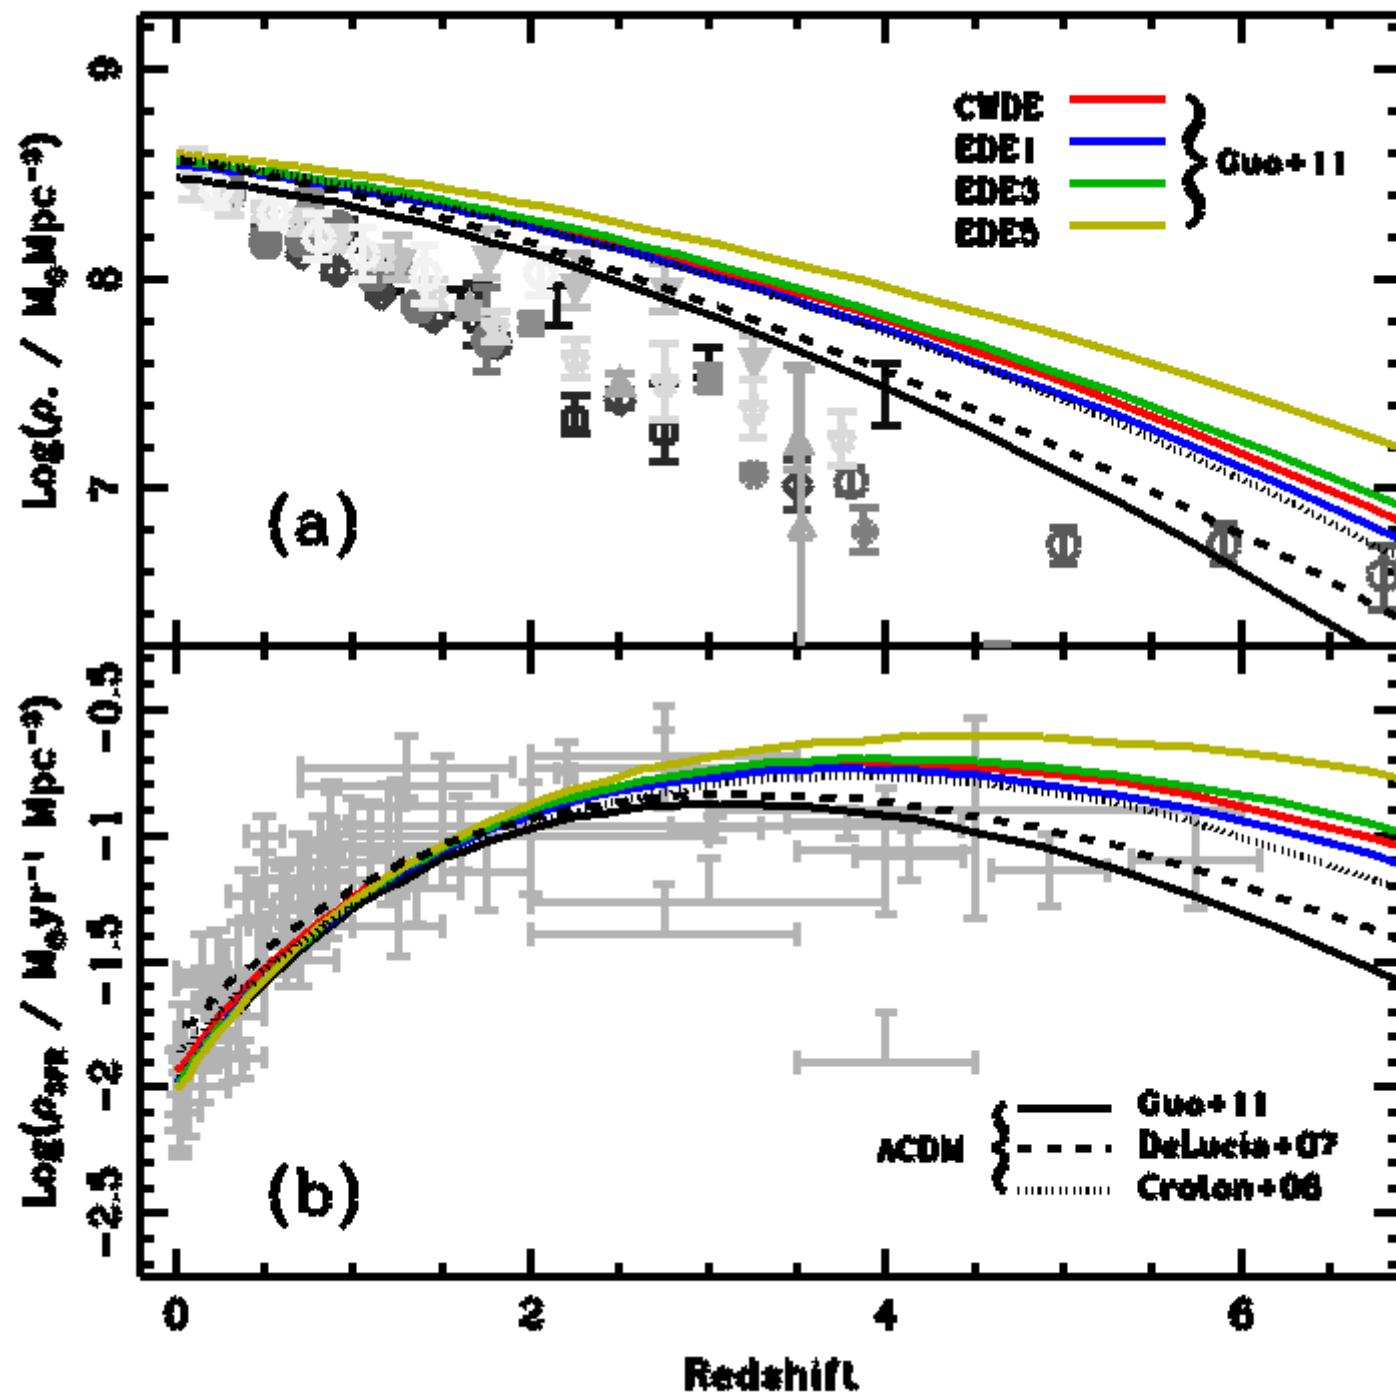 Log(ρ* / M⊙Mpc⁻³)
9
8
7
CWDE
EDE1
EDE3
EDE5
Guo+11
(a)
Log(ρSFR / M⊙yr⁻¹ Mpc⁻³)
-0.5
-1
-1.5
-2
-2.5
(b)
ΛCDM
Guo+11
DeLucia+07
Croton+06
0 2 4 6
Redshift